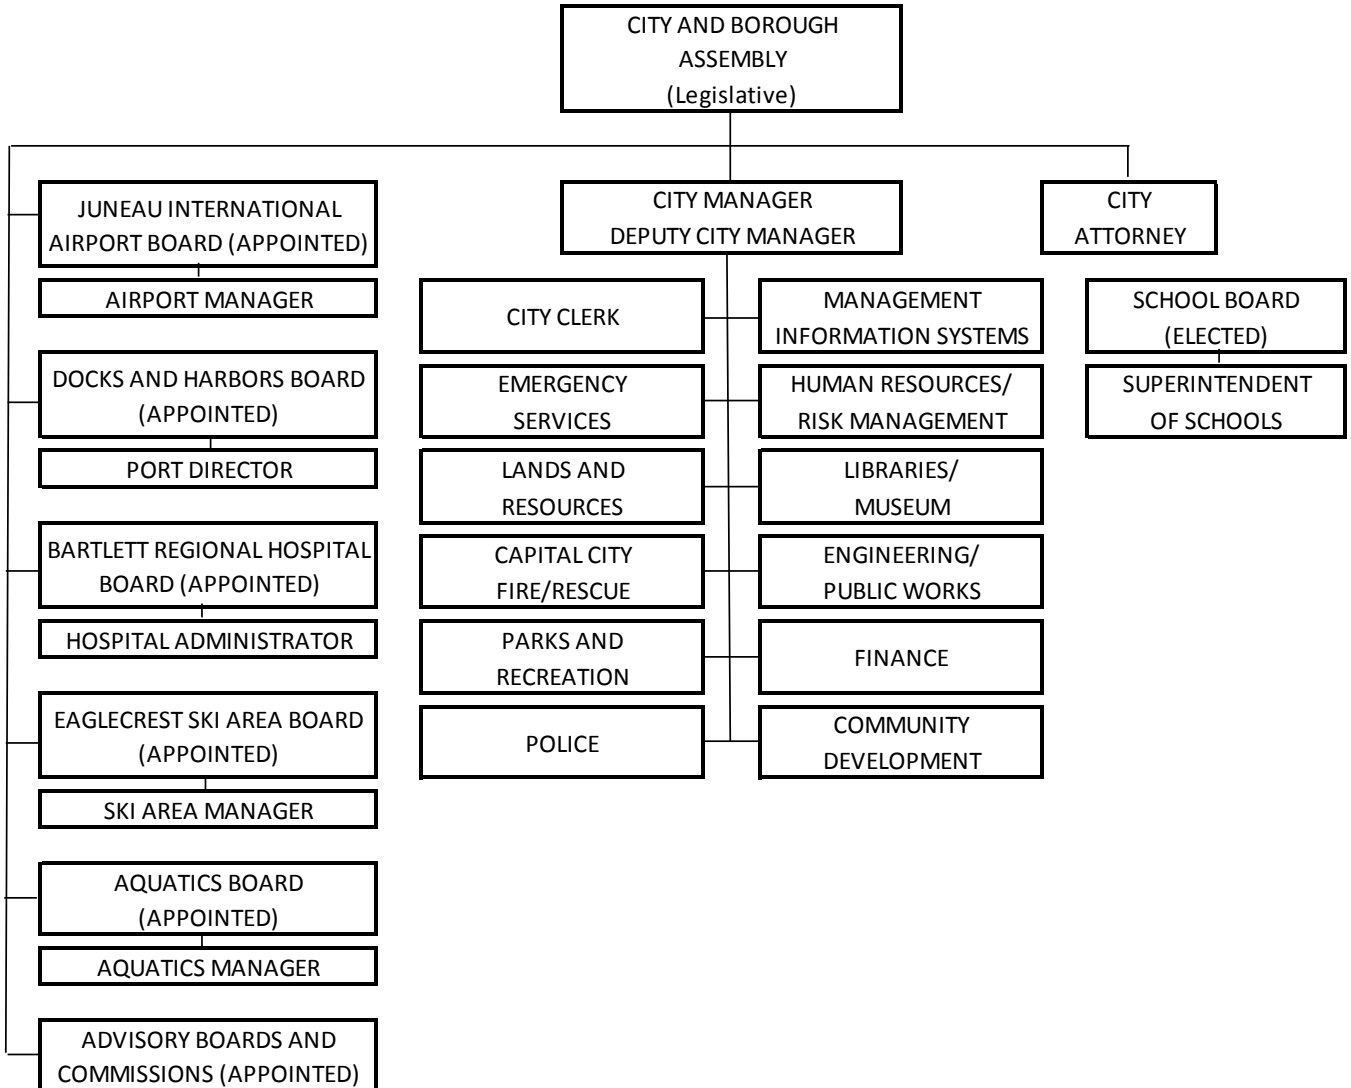 CITY AND BOROUGH
ASSEMBLY
(Legislative)
JUNEAU INTERNATIONAL
AIRPORT BOARD (APPOINTED)
AIRPORT MANAGER
DOCKS AND HARBORS BOARD
(APPOINTED)
PORT DIRECTOR
BARTLETT REGIONAL HOSPITAL
BOARD (APPOINTED)
HOSPITAL ADMINISTRATOR
EAGLECREST SKI AREA BOARD
(APPOINTED)
SKI AREA MANAGER
AQUATICS BOARD
(APPOINTED)
AQUATICS MANAGER
ADVISORY BOARDS AND
COMMISSIONS (APPOINTED)
CITY MANAGER
DEPUTY CITY MANAGER
CITY CLERK
MANAGEMENT
INFORMATION SYSTEMS
EMERGENCY
SERVICES
HUMAN RESOURCES/
RISK MANAGEMENT
LANDS AND
RESOURCES
LIBRARIES/
MUSEUM
CAPITAL CITY
FIRE/RESCUE
ENGINEERING/
PUBLIC WORKS
PARKS AND
RECREATION
FINANCE
POLICE
COMMUNITY
DEVELOPMENT
CITY
ATTORNEY
SCHOOL BOARD
(ELECTED)
SUPERINTENDENT
OF SCHOOLS